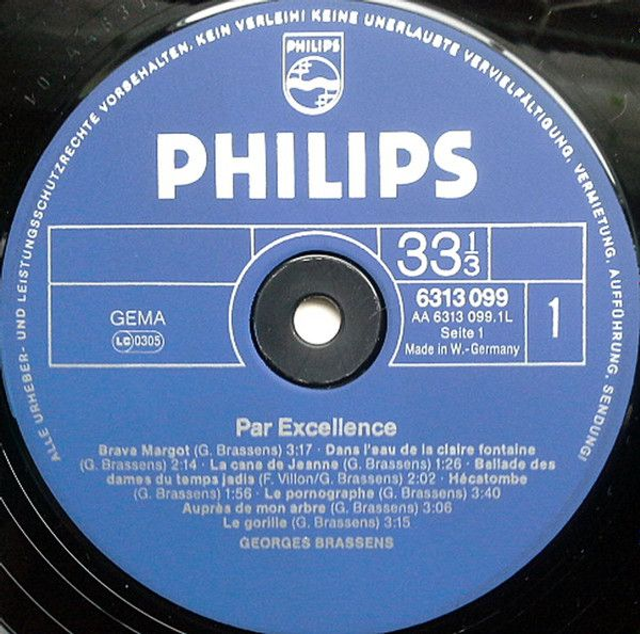 ALLE URHEBER- UND LEISTUNGSSCHUTZRECHTE VORBEHALTEN. KEIN VERLEIH! KEINE UNERLAUBTE VERVIELFÄLTIGUNG, VERMIETUNG, AUFFÜHRUNG, SENDUNG!
PHILIPS
PHILIPS
33 1/3
GEMA
LC 0305
6313 099
AA 6313 099.1L
Seite 1
Made in W.-Germany
1
Par Excellence
Brave Margot (G. Brassens) 3:17 · Dans l'eau de la claire fontaine
(G. Brassens) 2:14 · La cane de Jeanne (G. Brassens) 1:26 · Ballade des
dames du temps jadis (F. Villon/G. Brassens) 2:02 · Hécatombe
(G. Brassens) 1:56 · Le pornographe (G. Brassens) 3:40
Auprès de mon arbre (G. Brassens) 3:06
Le gorille (G. Brassens) 3:15
GEORGES BRASSENS